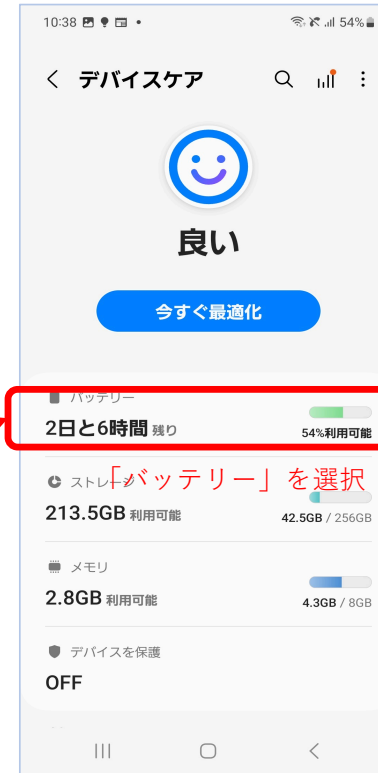 10:38 54%
デバイスケア
良い
今すぐ最適化
バッテリー
2日と6時間 残り 54%利用可能
「バッテリー」を選択
ストレージ
213.5GB 利用可能 42.5GB / 256GB
メモリ
2.8GB 利用可能 4.3GB / 8GB
デバイスを保護
OFF